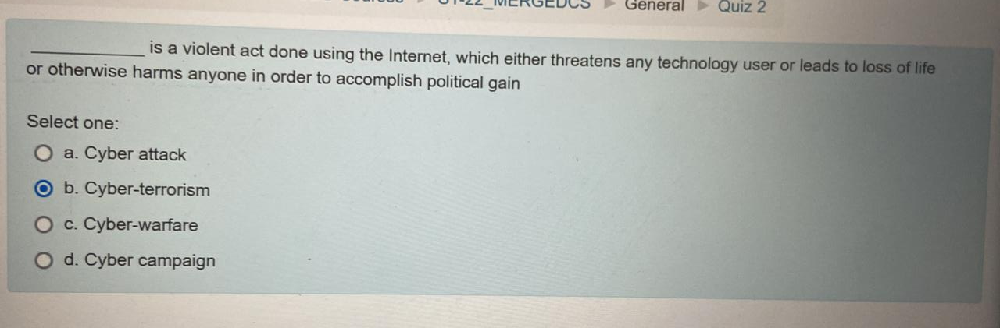 General ▶ Quiz 2
__________ is a violent act done using the Internet, which either threatens any technology user or leads to loss of life
or otherwise harms anyone in order to accomplish political gain
Select one:
a. Cyber attack
b. Cyber-terrorism
c. Cyber-warfare
d. Cyber campaign